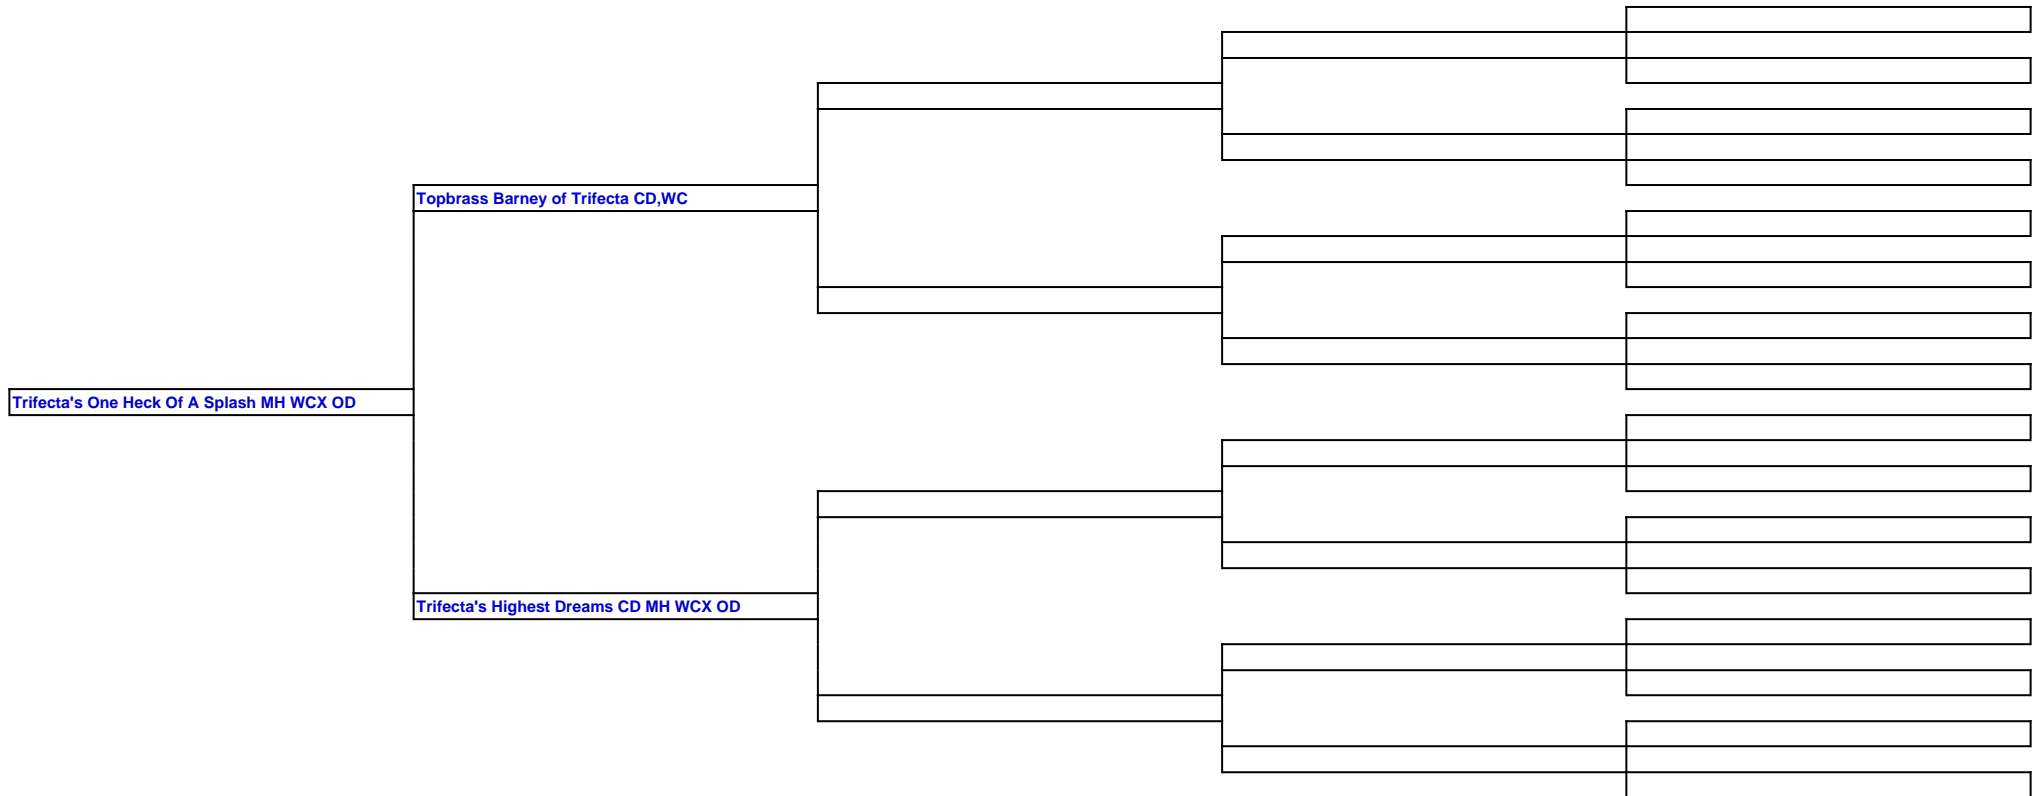 Topbrass Barney of Trifecta CD,WC
Trifecta's One Heck Of A Splash MH WCX OD
Trifecta's Highest Dreams CD MH WCX OD